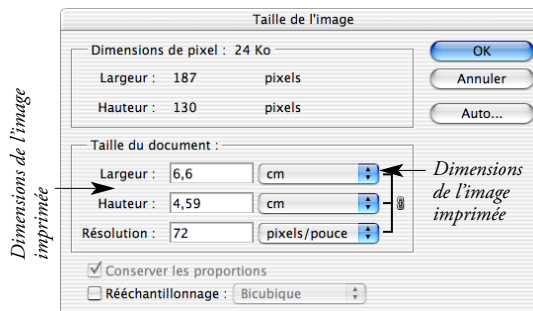 Taille de l'image
Dimensions de pixel : 24 Ko
Largeur : 187 pixels
Hauteur : 130 pixels
OK
Annuler
Auto...
Taille du document :
Largeur : 6,6 cm
Hauteur : 4,59 cm
Résolution : 72 pixels/pouce
Conserver les proportions
Rééchantillonnage : Bicubique
Dimensions de l'image
imprimée
Dimensions
de l'image
imprimée